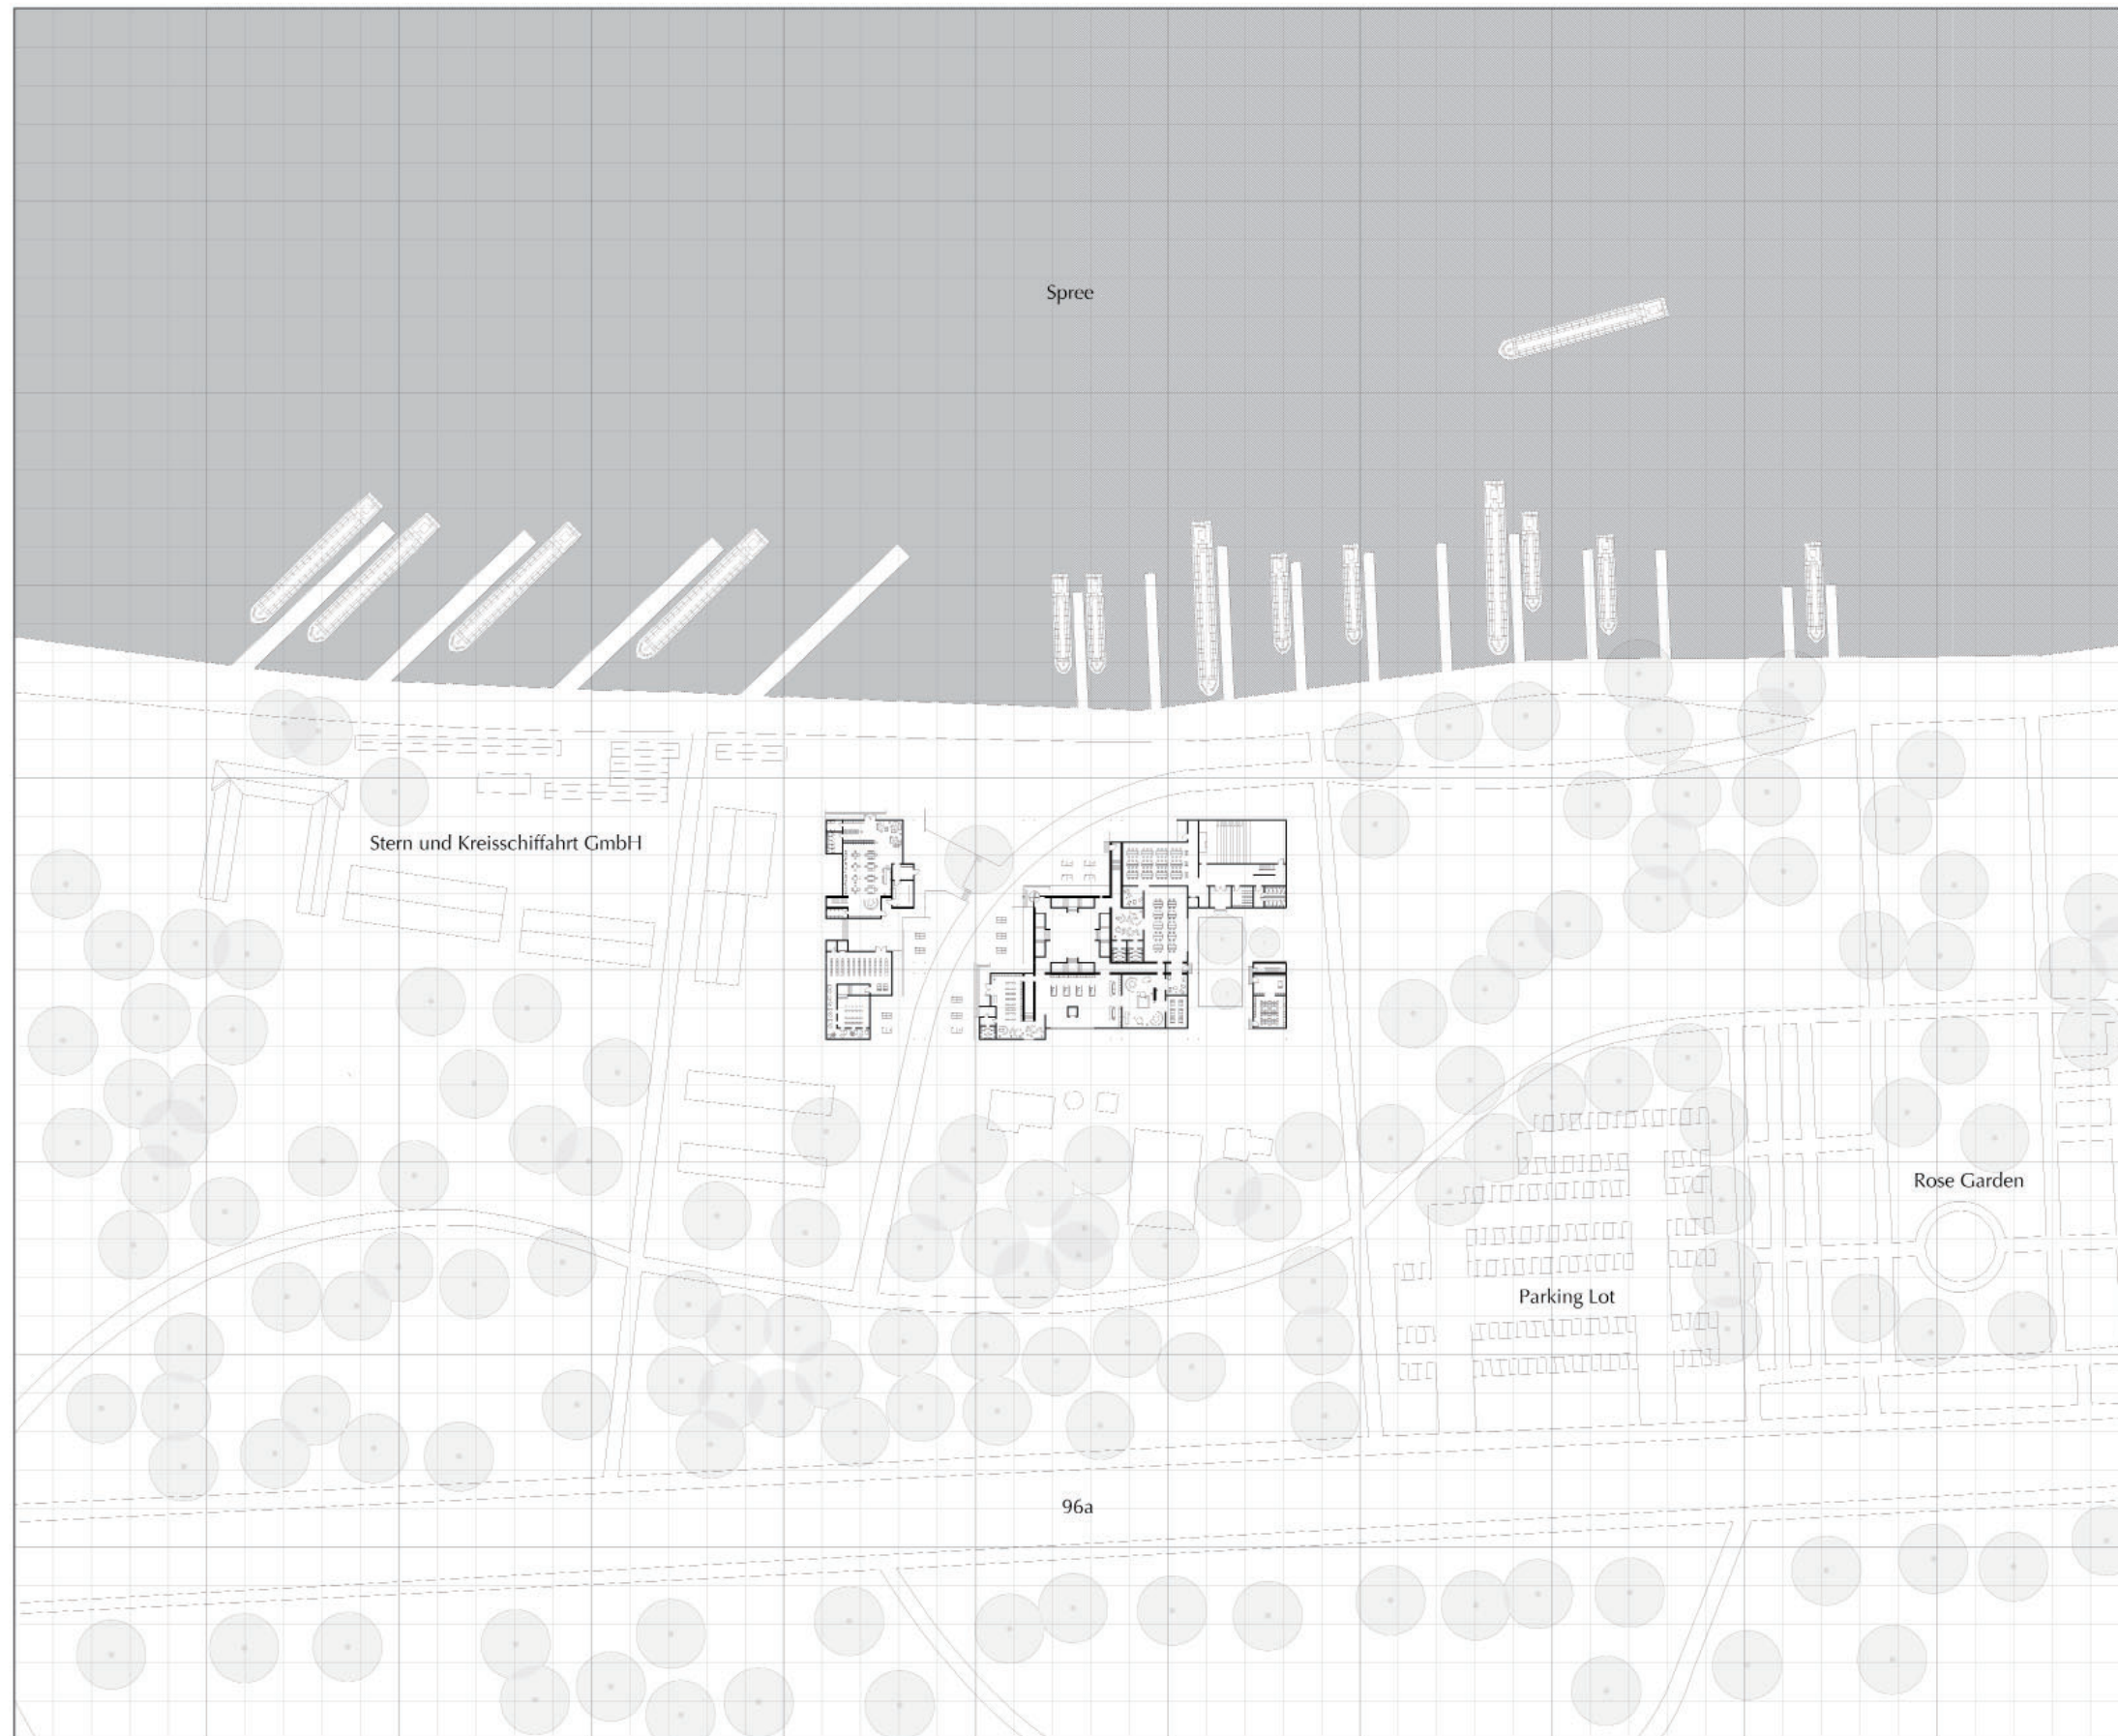 Spree
Stern und Kreisschiffahrt GmbH
Rose Garden
Parking Lot
96a